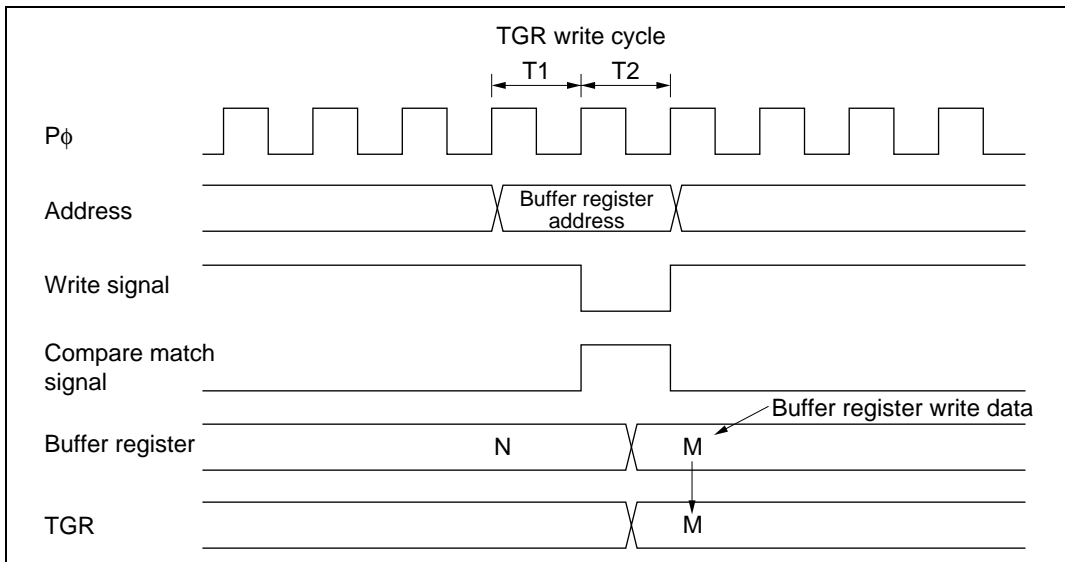 TGR write cycle
T1 T2
Pϕ
Address
Buffer register
address
Write signal
Compare match
signal
Buffer register write data
Buffer register
N M
TGR
M